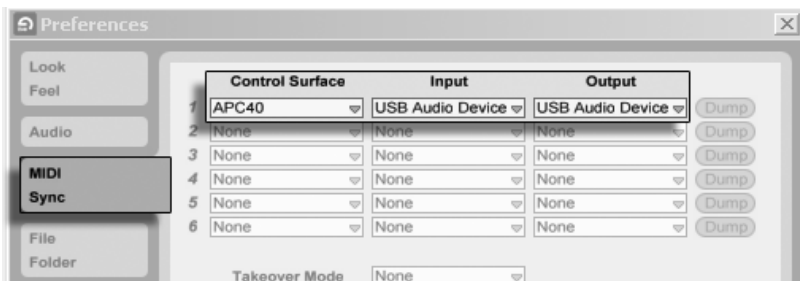 Preferences
Look
Feel
Audio
MIDI
Sync
File
Folder
Control Surface Input Output
1 APC40 USB Audio Device USB Audio Device Dump
2 None None None Dump
3 None None None Dump
4 None None None Dump
5 None None None Dump
6 None None None Dump
Takeover Mode None